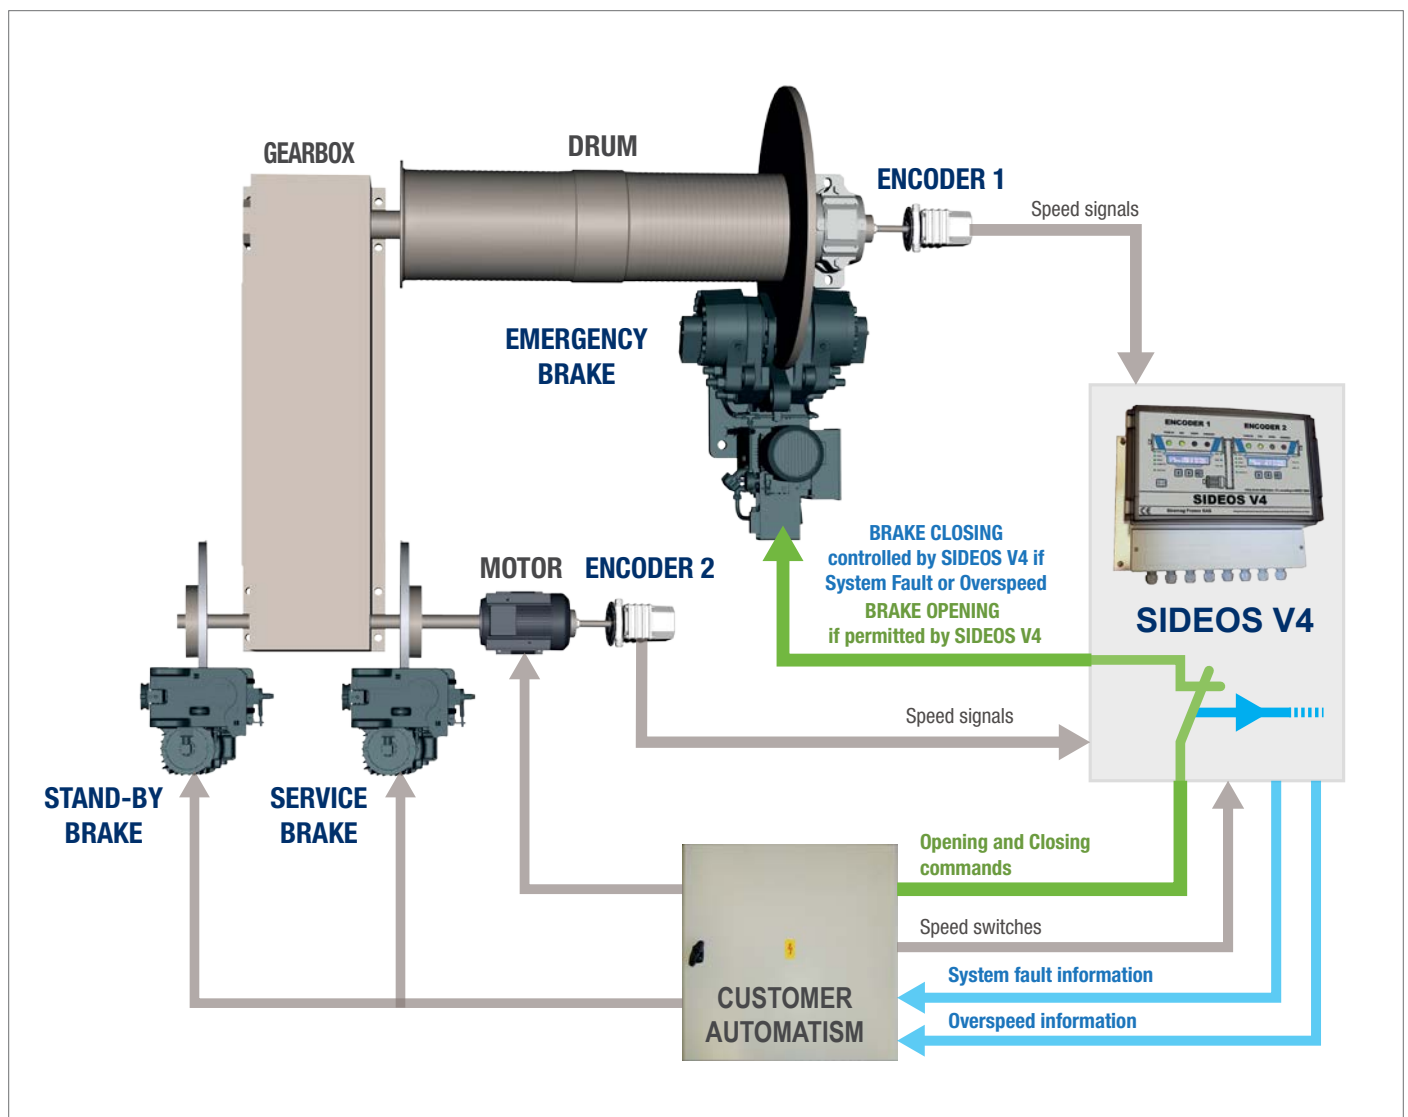 GEARBOX
DRUM
ENCODER 1
Speed signals
EMERGENCY
BRAKE
ENCODER 1
ENCODER 2
SIDEOS V4
BRAKE CLOSING
controlled by SIDEOS V4 if
System Fault or Overspeed
BRAKE OPENING
if permitted by SIDEOS V4
SIDEOS V4
MOTOR
ENCODER 2
Speed signals
STAND-BY
BRAKE
SERVICE
BRAKE
Opening and Closing
commands
Speed switches
System fault information
Overspeed information
CUSTOMER
AUTOMATISM